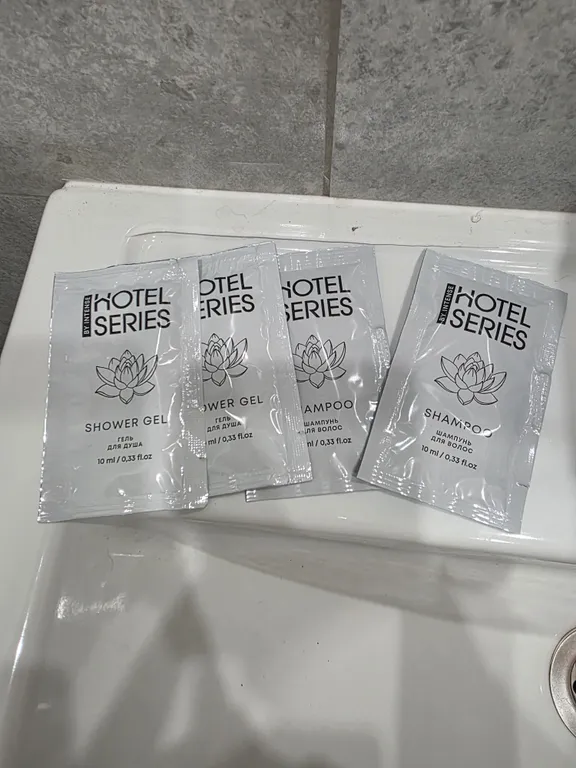 BY INTENSE
HOTEL
SERIES
SHOWER GEL
ГЕЛЬ
ДЛЯ ДУША
10 ml / 0,33 fl.oz
OTEL
SERIES
OWER GEL
ГЕЛЬ
ДЛЯ ДУША
ml / 0,33 fl.oz
HOTEL
SERIES
AMPOO
ШАМПУНЬ
ДЛЯ ВОЛОС
ml / 0,33 fl.oz
BY INTENSE
HOTEL
SERIES
SHAMPOO
ШАМПУНЬ
ДЛЯ ВОЛОС
10 ml / 0,33 fl.oz